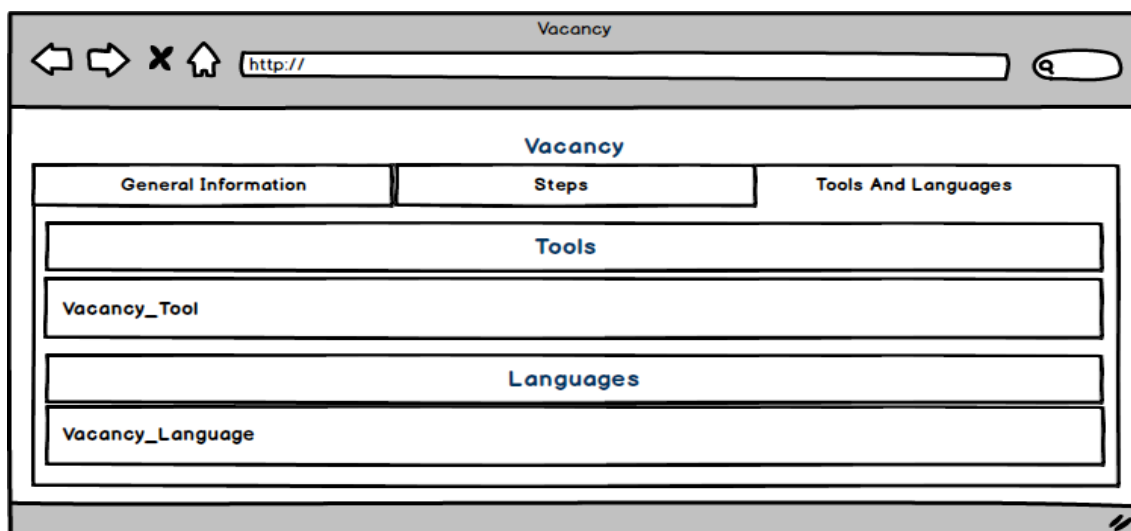 Vacancy
http://
Vacancy
General Information Steps Tools And Languages
Tools
Vacancy_Tool
Languages
Vacancy_Language